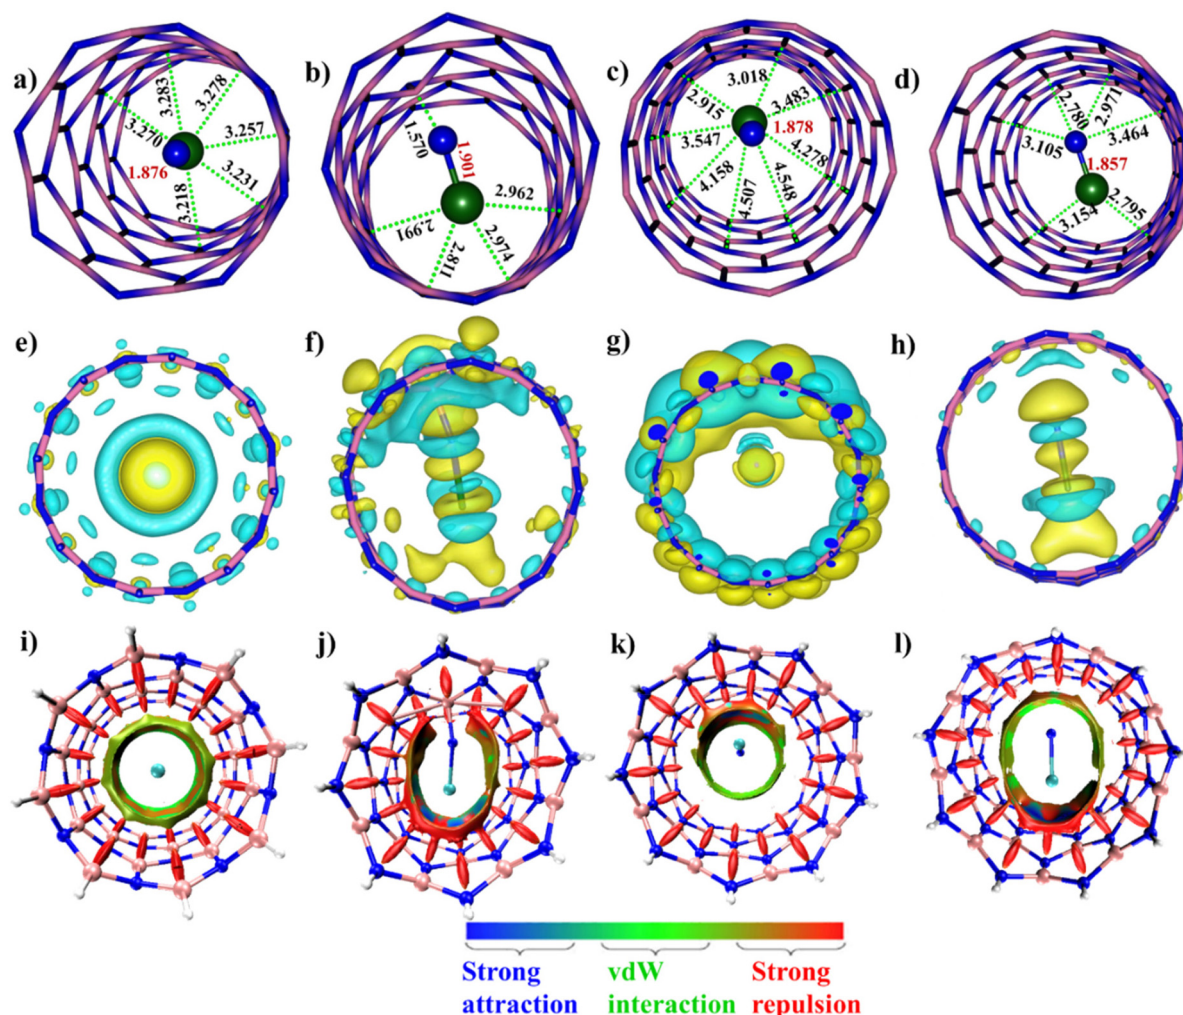 a)
3.283
3.278
3.270
3.257
1.876
3.231
3.218
b)
1.570
1.901
2.962
2.991
2.811
2.974
c)
3.018
2.915
3.483
1.878
3.547
4.278
4.158
4.507
4.548
d)
2.780
2.971
3.464
3.105
1.857
3.154
2.795
e)
f)
g)
h)
i)
j)
k)
l)
Strong
attraction
vdW
interaction
Strong
repulsion